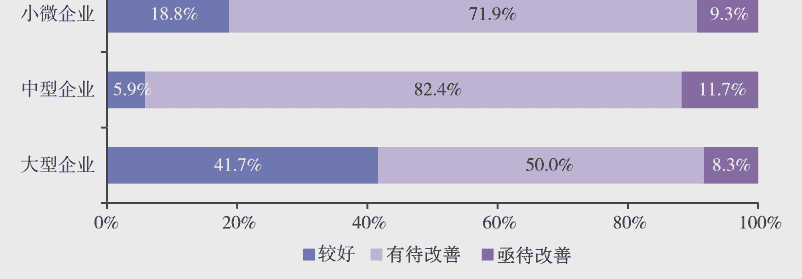 小微企业 18.8% 71.9% 9.3%
中型企业 5.9% 82.4% 11.7%
大型企业 41.7% 50.0% 8.3%
0% 20% 40% 60% 80% 100%
较好 有待改善 亟待改善